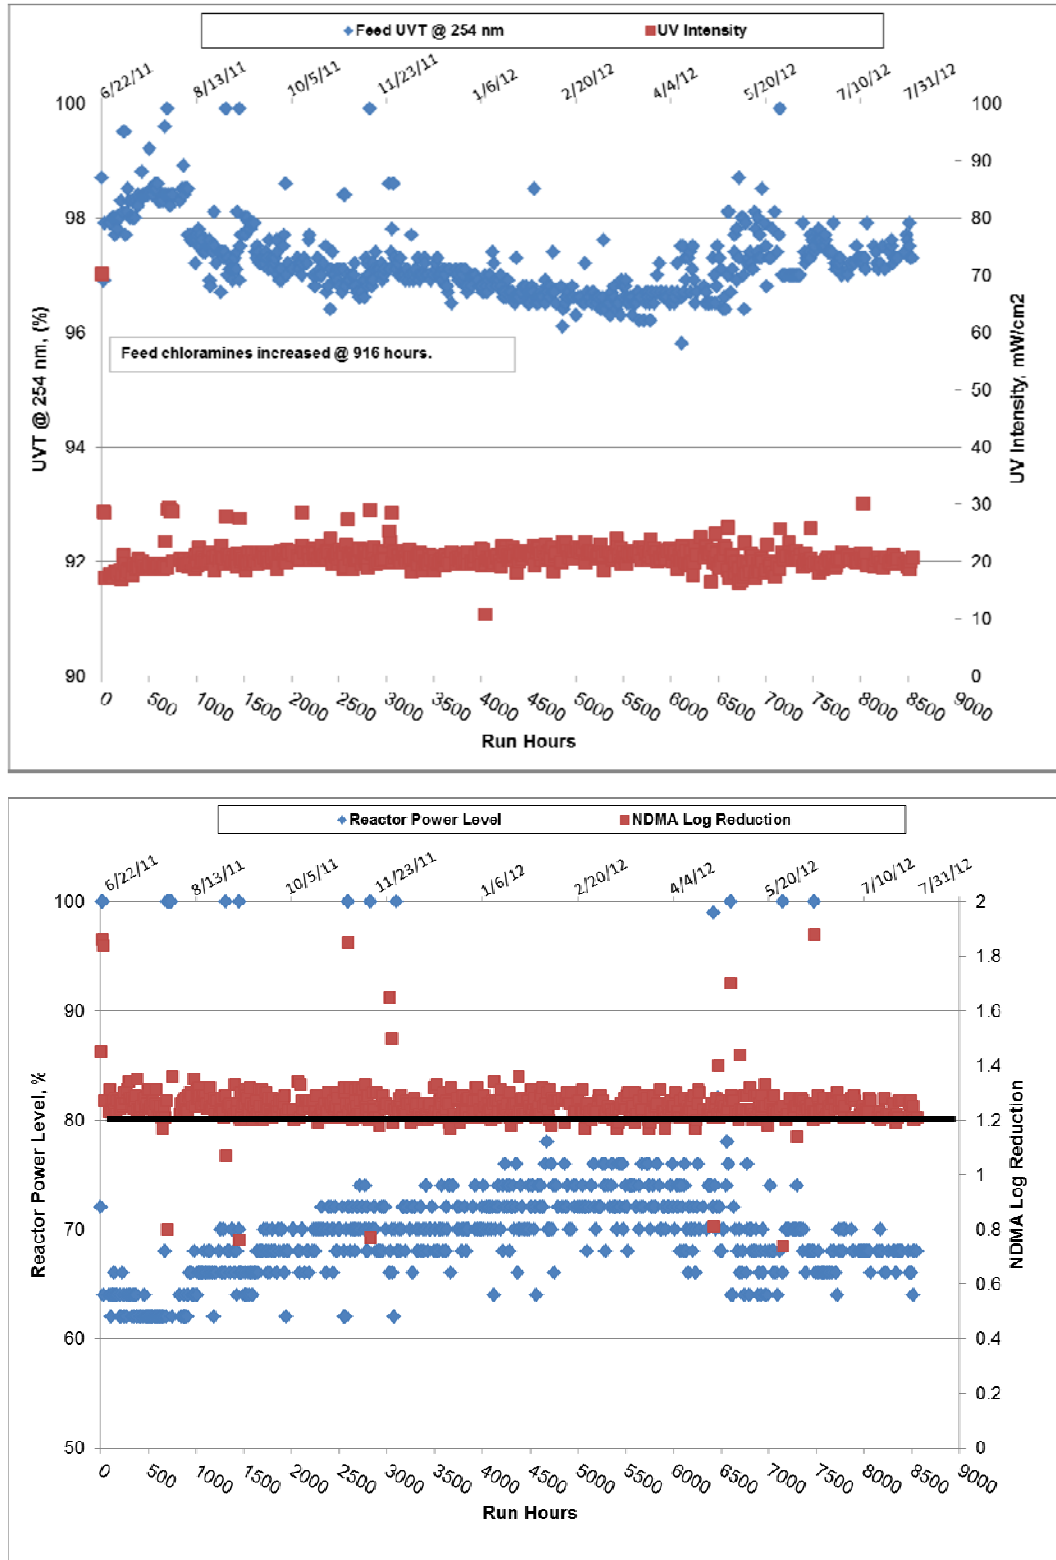 Feed UVT @ 254 nm UV Intensity
6/22/11 8/13/11 10/5/11 11/23/11 1/6/12 2/20/12 4/4/12 5/20/12 7/10/12 7/31/12
100 100
90
98 80
70
96 60
Feed chloramines increased @ 916 hours.
50
94 40
30
92 20
10
90 0
UVT @ 254 nm, (%)
UV Intensity, mW/cm2
0 500 1000 1500 2000 2500 3000 3500 4000 4500 5000 5500 6000 6500 7000 7500 8000 8500 9000
Run Hours
Reactor Power Level NDMA Log Reduction
6/22/11 8/13/11 10/5/11 11/23/11 1/6/12 2/20/12 4/4/12 5/20/12 7/10/12 7/31/12
100 2
1.8
90 1.6
1.4
80 1.2
1
70 0.8
0.6
60 0.4
0.2
50 0
Reactor Power Level, %
NDMA Log Reduction
0 500 1000 1500 2000 2500 3000 3500 4000 4500 5000 5500 6000 6500 7000 7500 8000 8500 9000
Run Hours